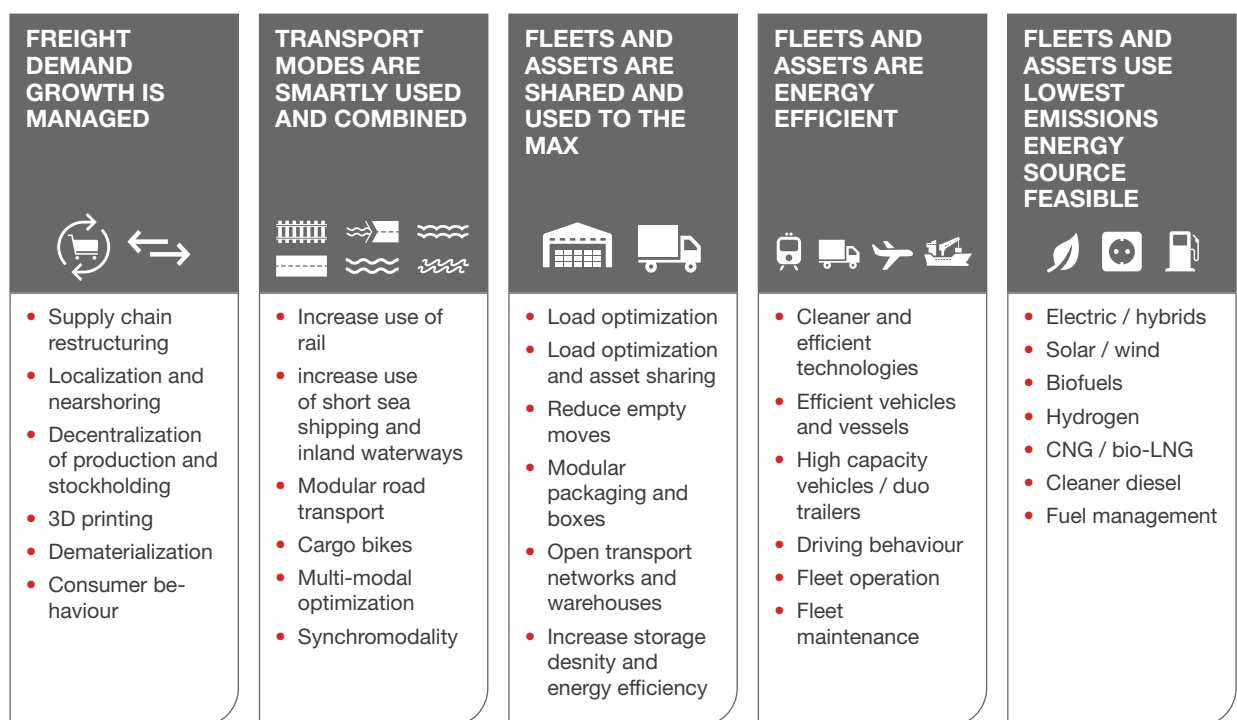 FREIGHT
DEMAND
GROWTH IS
MANAGED
• Supply chain
restructuring
• Localization and
nearshoring
• Decentralization
of production and
stockholding
• 3D printing
• Dematerialization
• Consumer be-
haviour
TRANSPORT
MODES ARE
SMARTLY USED
AND COMBINED
• Increase use of
rail
• increase use
of short sea
shipping and
inland waterways
• Modular road
transport
• Cargo bikes
• Multi-modal
optimization
• Synchromodality
FLEETS AND
ASSETS ARE
SHARED AND
USED TO THE
MAX
• Load optimization
• Load optimization
and asset sharing
• Reduce empty
moves
• Modular
packaging and
boxes
• Open transport
networks and
warehouses
• Increase storage
desnity and
energy efficiency
FLEETS AND
ASSETS ARE
ENERGY
EFFICIENT
• Cleaner and
efficient
technologies
• Efficient vehicles
and vessels
• High capacity
vehicles / duo
trailers
• Driving behaviour
• Fleet operation
• Fleet
maintenance
FLEETS AND
ASSETS USE
LOWEST
EMISSIONS
ENERGY
SOURCE
FEASIBLE
• Electric / hybrids
• Solar / wind
• Biofuels
• Hydrogen
• CNG / bio-LNG
• Cleaner diesel
• Fuel management